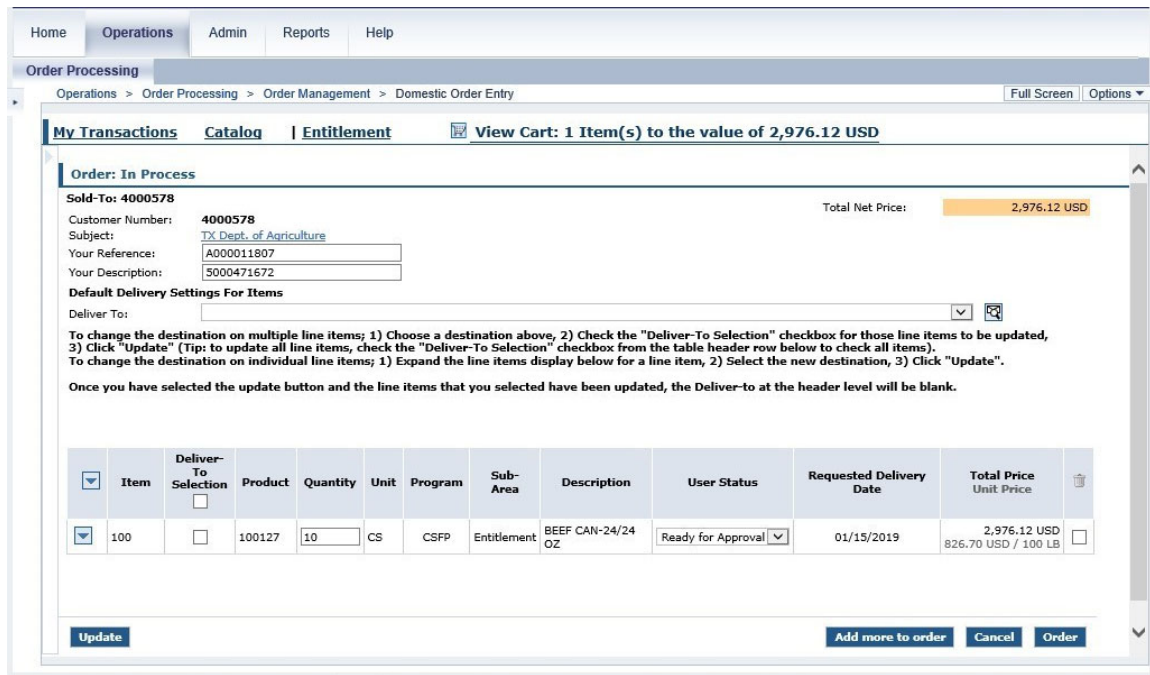 Home Operations Admin Reports Help
Order Processing
Operations > Order Processing > Order Management > Domestic Order Entry Full Screen Options
My Transactions Catalog | Entitlement View Cart: 1 Item(s) to the value of 2,976.12 USD
Order: In Process
Sold-To: 4000578
Total Net Price: 2,976.12 USD
Customer Number: 4000578
Subject: TX Dept. of Agriculture
Your Reference: A000011807
Your Description: 5000471672
Default Delivery Settings For Items
Deliver To:
To change the destination on multiple line items; 1) Choose a destination above, 2) Check the "Deliver-To Selection" checkbox for those line items to be updated,
3) Click "Update" (Tip: to update all line items, check the "Deliver-To Selection" checkbox from the table header row below to check all items).
To change the destination on individual line items; 1) Expand the line items display below for a line item, 2) Select the new destination, 3) Click "Update".
Once you have selected the update button and the line items that you selected have been updated, the Deliver-to at the header level will be blank.
Item
Deliver-
To
Selection
Product
Quantity
Unit
Program
Sub-
Area
Description
User Status
Requested Delivery
Date
Total Price
Unit Price
100
100127
10
CS
CSFP
Entitlement
BEEF CAN-24/24
OZ
Ready for Approval
01/15/2019
2,976.12 USD
826.70 USD / 100 LB
Update Add more to order Cancel Order